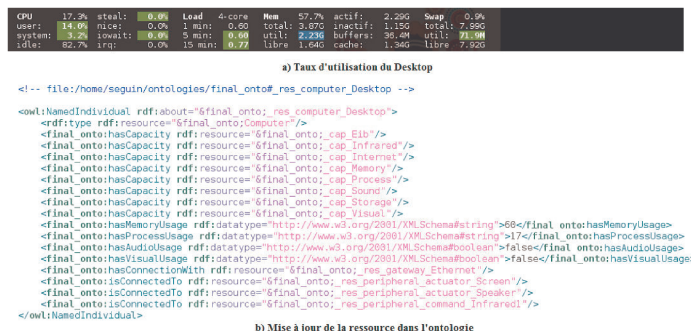 CPU 17.3% steal: 0.0% Load 4-core Mem 57.7% actif: 2.29G Swap 0.9%
user: 14.0% nice: 0.0% 1 min: 0.60 total: 3.87G inactif: 1.15G total: 7.99G
system: 3.2% iowait: 0.0% 5 min: 0.60 util: 2.23G buffers: 36.4M util: 71.9M
idle: 82.7% irq: 0.0% 15 min: 0.77 libre 1.64G cache: 1.34G libre 7.92G
a) Taux d'utilisation du Desktop
<!-- file:/home/seguin/ontologies/final_onto#_res_computer_Desktop -->
<owl:NamedIndividual rdf:about="&final_onto;_res_computer_Desktop">
<rdf:type rdf:resource="&final_onto;Computer"/>
<final_onto:hasCapacity rdf:resource="&final_onto;_cap_Eib"/>
<final_onto:hasCapacity rdf:resource="&final_onto;_cap_Infrared"/>
<final_onto:hasCapacity rdf:resource="&final_onto;_cap_Internet"/>
<final_onto:hasCapacity rdf:resource="&final_onto;_cap_Memory"/>
<final_onto:hasCapacity rdf:resource="&final_onto;_cap_Process"/>
<final_onto:hasCapacity rdf:resource="&final_onto;_cap_Sound"/>
<final_onto:hasCapacity rdf:resource="&final_onto;_cap_Storage"/>
<final_onto:hasCapacity rdf:resource="&final_onto;_cap_Visual"/>
<final_onto:hasMemoryUsage rdf:datatype="http://www.w3.org/2001/XMLSchema#string">60</final_onto:hasMemoryUsage>
<final_onto:hasProcessUsage rdf:datatype="http://www.w3.org/2001/XMLSchema#string">17</final_onto:hasProcessUsage>
<final_onto:hasAudioUsage rdf:datatype="http://www.w3.org/2001/XMLSchema#boolean">false</final_onto:hasAudioUsage>
<final_onto:hasVisualUsage rdf:datatype="http://www.w3.org/2001/XMLSchema#boolean">false</final_onto:hasVisualUsage>
<final_onto:hasConnectionWith rdf:resource="&final_onto;_res_gateway_Ethernet"/>
<final_onto:isConnectedTo rdf:resource="&final_onto;_res_peripheral_actuator_Screen"/>
<final_onto:isConnectedTo rdf:resource="&final_onto;_res_peripheral_actuator_Speaker"/>
<final_onto:isConnectedTo rdf:resource="&final_onto;_res_peripheral_command_Infrared1"/>
</owl:NamedIndividual>
b) Mise à jour de la ressource dans l'ontologie